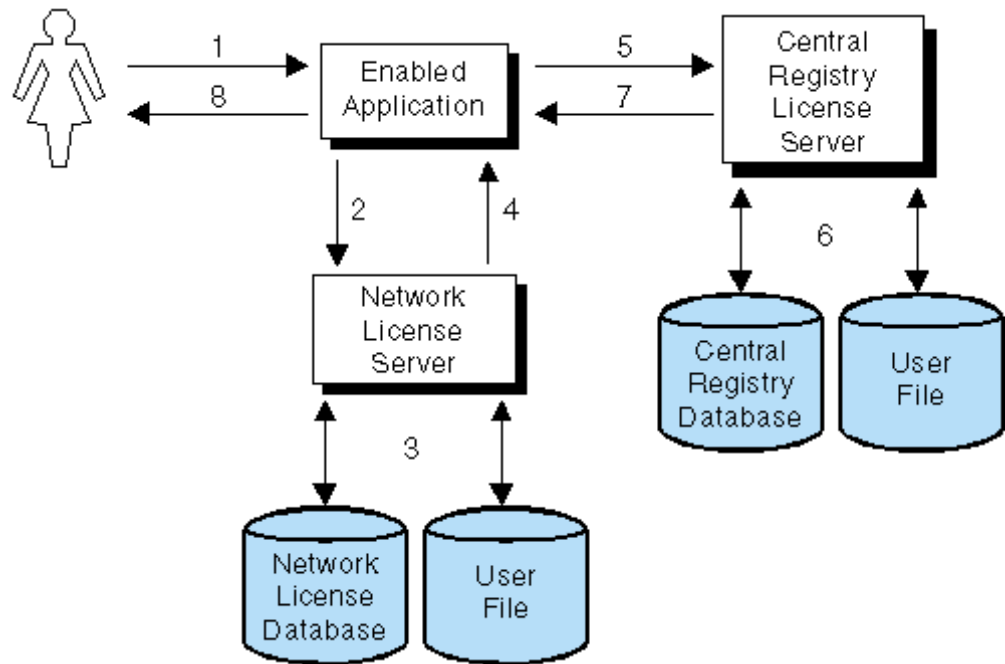 1
8
Enabled
Application
5
7
Central
Registry
License
Server
2
4
6
Network
License
Server
Central
Registry
Database
User
File
3
Network
License
Database
User
File